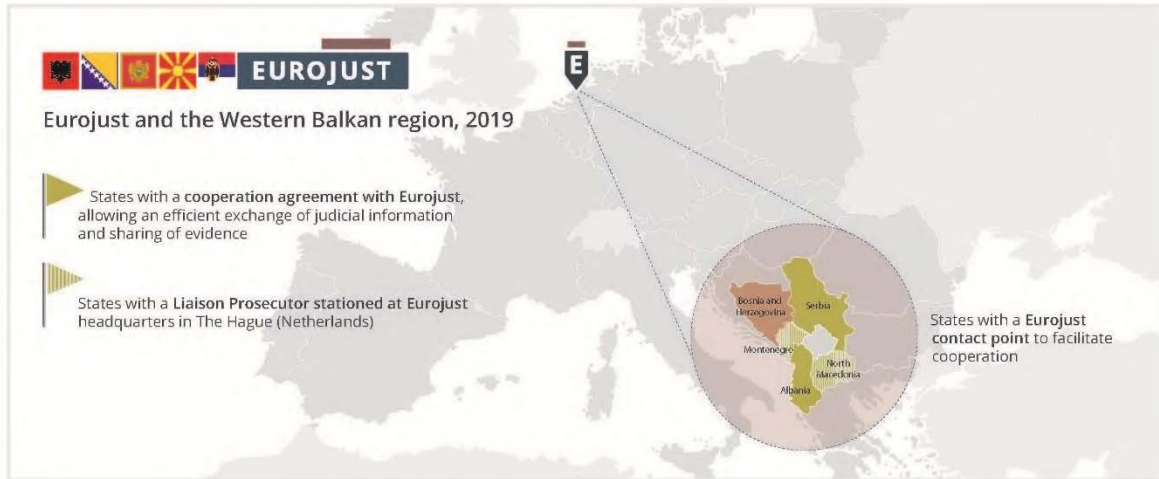 EUROJUST
E
Eurojust and the Western Balkan region, 2019
States with a cooperation agreement with Eurojust,
allowing an efficient exchange of judicial information
and sharing of evidence
States with a Liaison Prosecutor stationed at Eurojust
headquarters in The Hague (Netherlands)
Bosnia and
Herzegovina
Serbia
Montenegro
North
Macedonia
Albania
States with a Eurojust
contact point to facilitate
cooperation